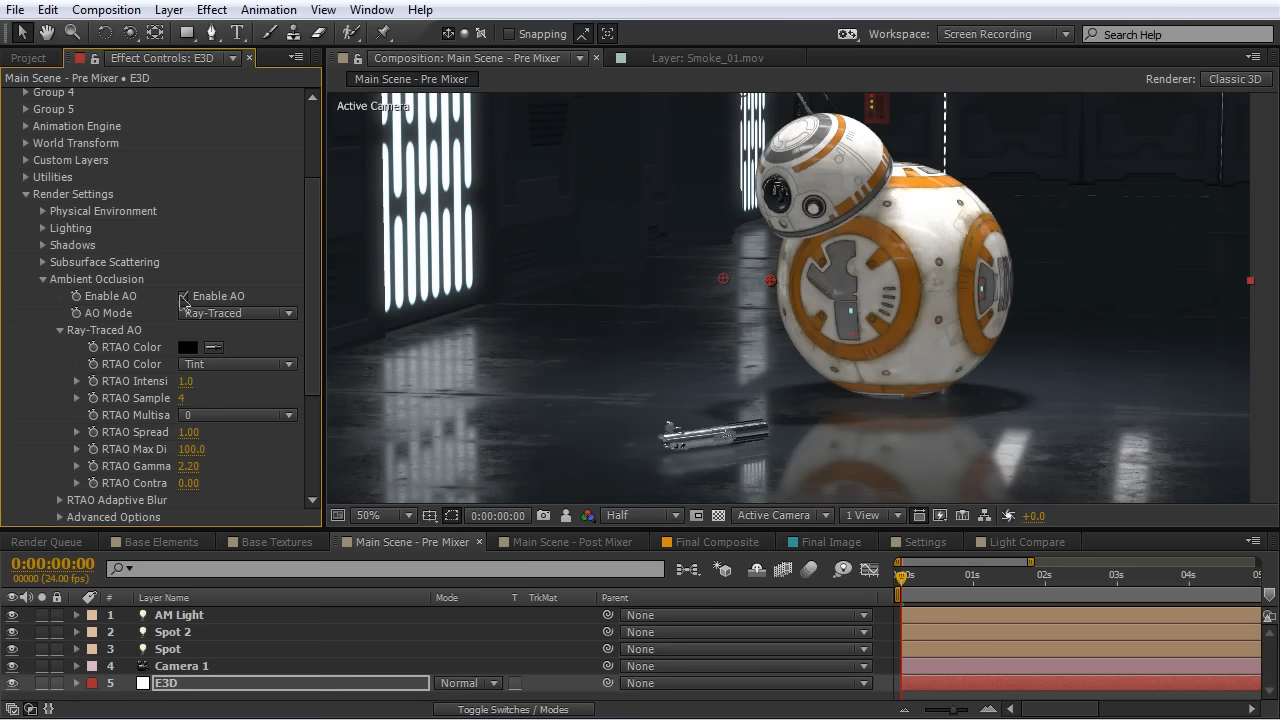 File Edit Composition Layer Effect Animation View Window Help
Snapping
Workspace: Screen Recording
Search Help
Project
Effect Controls: E3D
Composition: Main Scene - Pre Mixer
Layer: Smoke_01.mov
Main Scene - Pre Mixer • E3D
Main Scene - Pre Mixer
Renderer: Classic 3D
Active Camera
Group 4
Group 5
Animation Engine
World Transform
Custom Layers
Utilities
Render Settings
Physical Environment
Lighting
Shadows
Subsurface Scattering
Ambient Occlusion
Enable AO Enable AO
AO Mode Ray-Traced
Ray-Traced AO
RTAO Color
RTAO Color Tint
RTAO Intensi 1.0
RTAO Sample 4
RTAO Multisa 0
RTAO Spread 1.00
RTAO Max Di 100.0
RTAO Gamma 2.20
RTAO Contra 0.00
RTAO Adaptive Blur
Advanced Options
50% 0:00:00:00 Half Active Camera 1 View +0.0
Render Queue Base Elements Base Textures Main Scene - Pre Mixer Main Scene - Post Mixer Final Composite Final Image Settings Light Compare
0:00:00:00
00000 (24.00 fps)
01s 02s 03s 04s
# Layer Name Mode T TrkMat Parent
1 AM Light None
2 Spot 2 None
3 Spot None
4 Camera 1 None
5 E3D Normal None
Toggle Switches / Modes